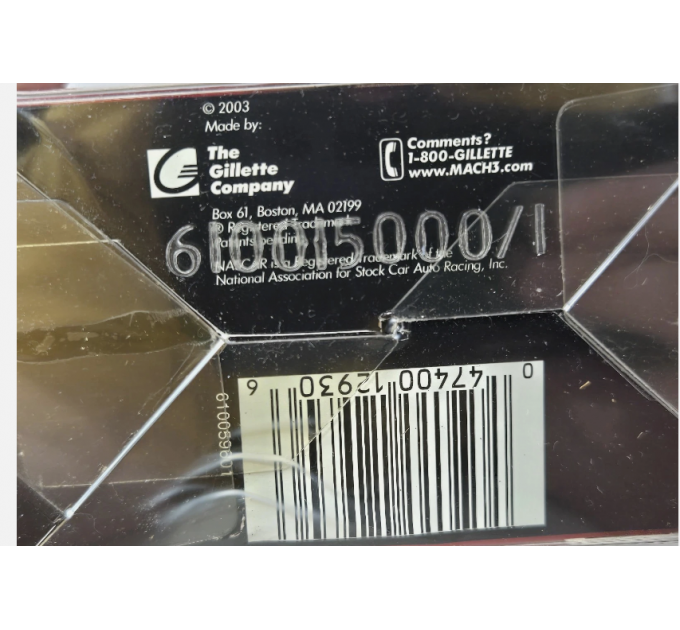 © 2003
Made by:
The
Gillette
Company
Comments?
1-800-GILLETTE
www.MACH3.com
Box 61, Boston, MA 02199
® Registered Trademark
Patents pending
610015000/1
NASCAR is a Registered Trademark of the
National Association for Stock Car Auto Racing, Inc.
0 47400 12930 9